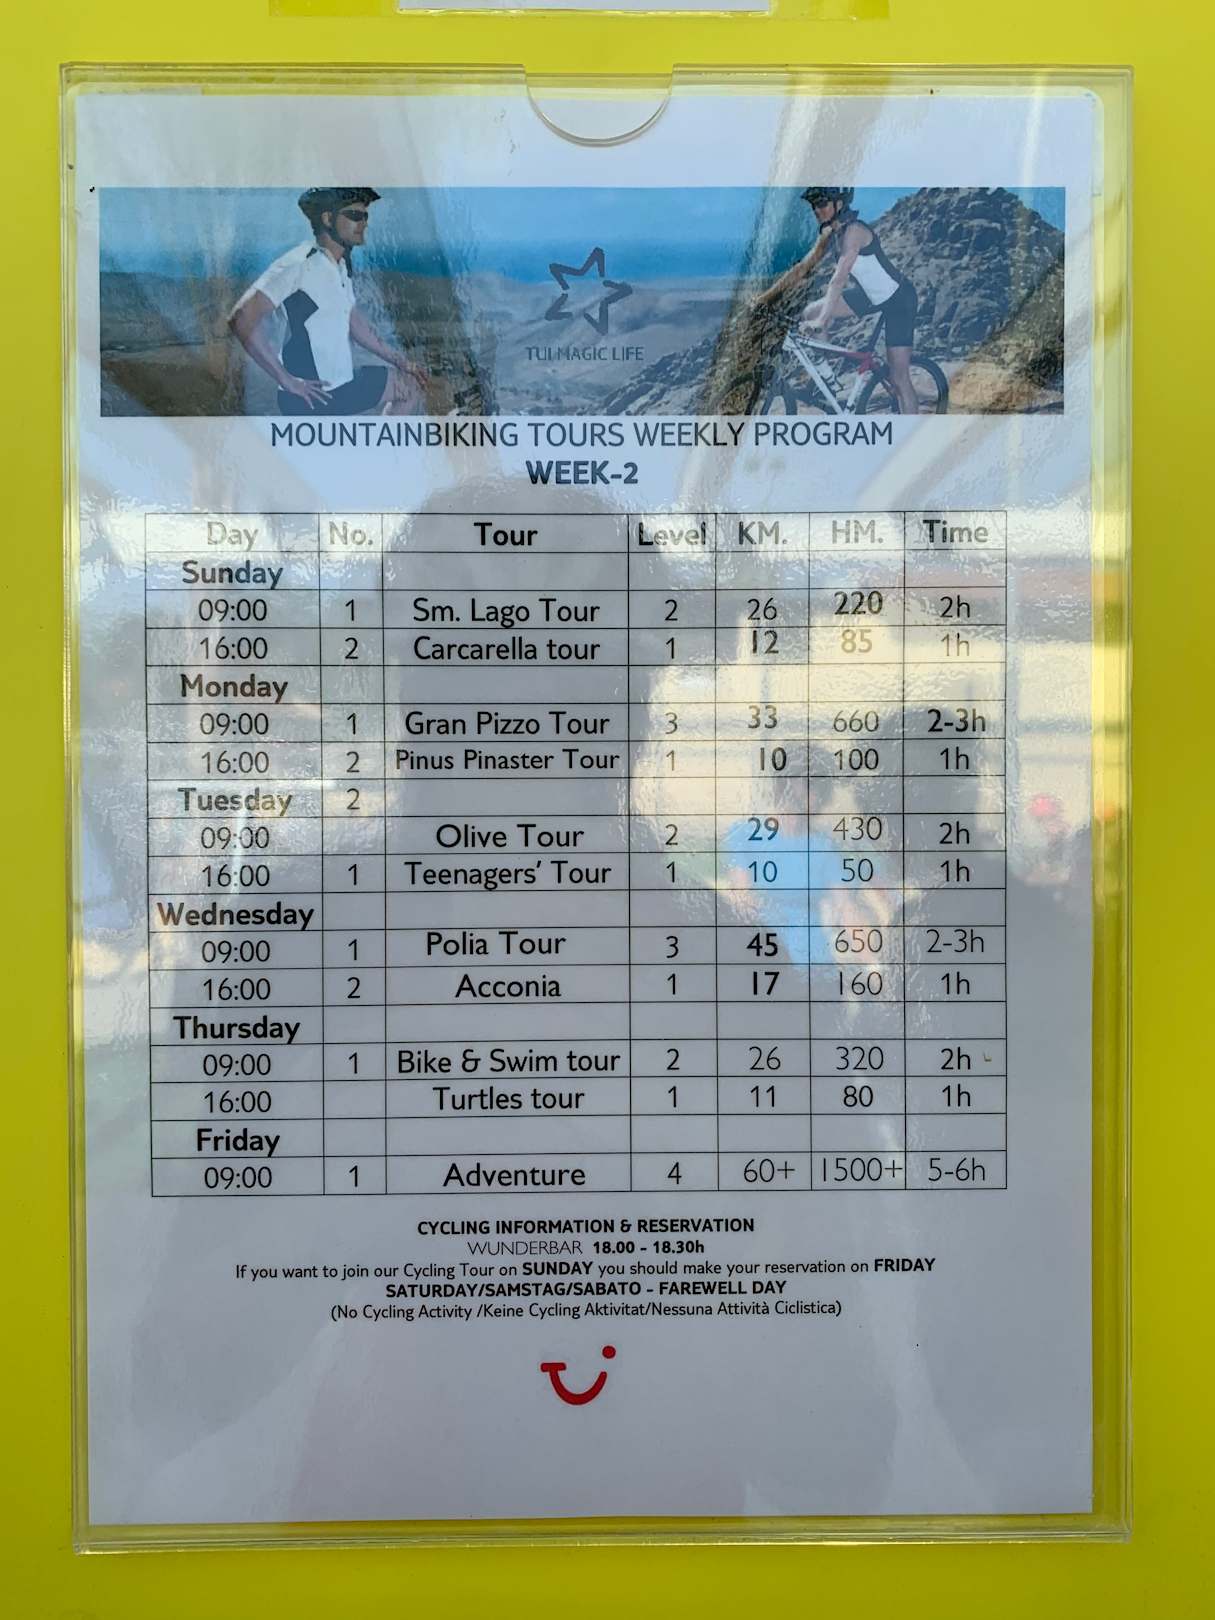 TUI MAGIC LIFE
MOUNTAINBIKING TOURS WEEKLY PROGRAM
WEEK-2
Day No. Tour Level KM. HM. Time
Sunday
09:00 1 Sm. Lago Tour 2 26 220 2h
16:00 2 Carcarella tour 1 12 85 1h
Monday
09:00 1 Gran Pizzo Tour 3 33 660 2-3h
16:00 2 Pinus Pinaster Tour 1 10 100 1h
Tuesday 2
09:00 Olive Tour 2 29 430 2h
16:00 1 Teenagers' Tour 1 10 50 1h
Wednesday
09:00 1 Polia Tour 3 45 650 2-3h
16:00 2 Acconia 1 17 160 1h
Thursday
09:00 1 Bike & Swim tour 2 26 320 2h
16:00 Turtles tour 1 11 80 1h
Friday
09:00 1 Adventure 4 60+ 1500+ 5-6h
CYCLING INFORMATION & RESERVATION
WUNDERBAR 18.00 - 18.30h
If you want to join our Cycling Tour on SUNDAY you should make your reservation on FRIDAY
SATURDAY/SAMSTAG/SABATO - FAREWELL DAY
(No Cycling Activity /Keine Cycling Aktivitat/Nessuna Attività Ciclistica)